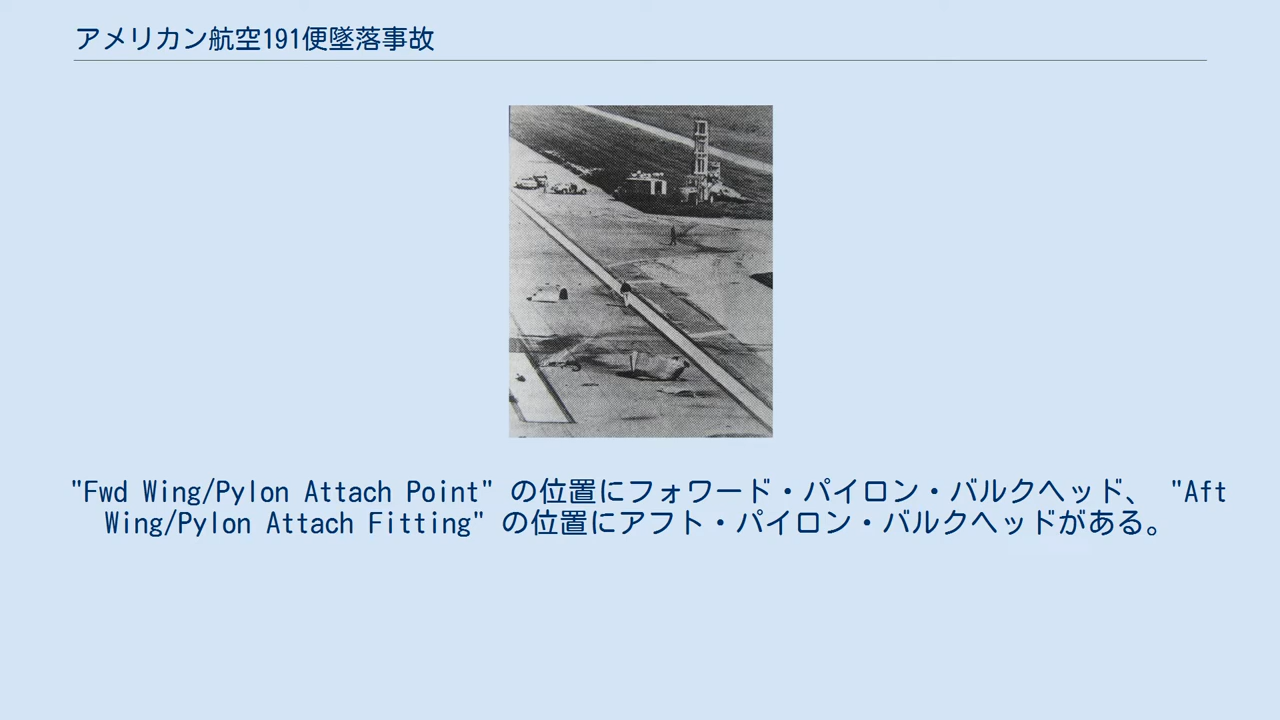 アメリカン航空191便墜落事故
"Fwd Wing/Pylon Attach Point" の位置にフォワード・パイロン・バルクヘッド、 "Aft
Wing/Pylon Attach Fitting" の位置にアフト・パイロン・バルクヘッドがある。